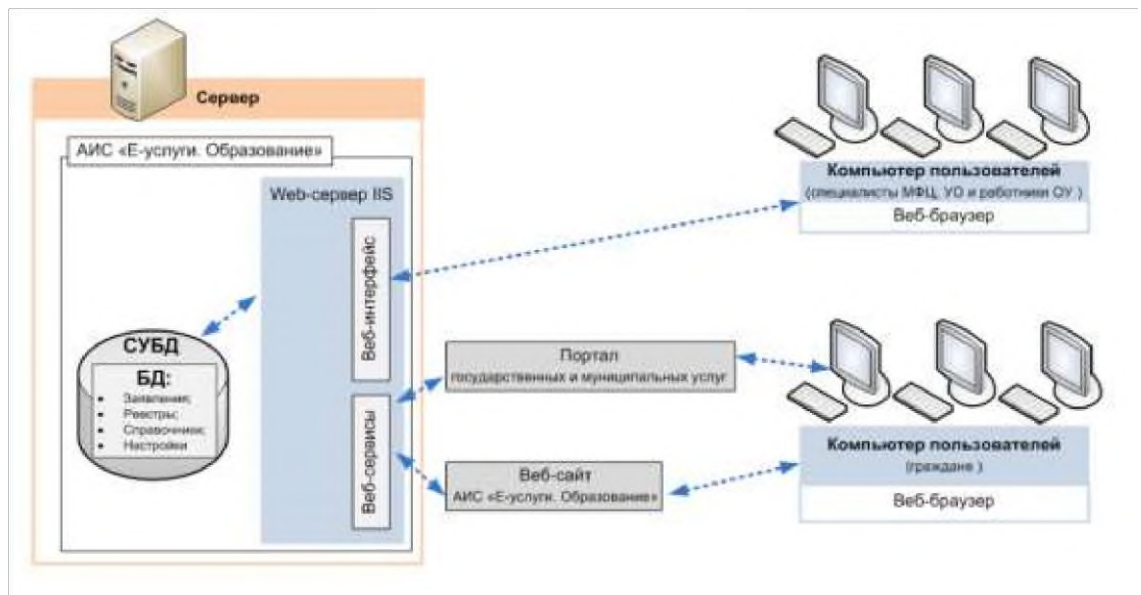 Сервер
АИС «Е-услуги. Образование»
Web-сервер IIS
Веб-интерфейс
Веб-сервисы
СУБД
БД:
• Заявления;
• Реестры;
• Справочники;
• Настройки
Портал
государственных и муниципальных услуг
Веб-сайт
АИС «Е-услуги. Образование»
Компьютер пользователей
(специалисты МФЦ, УО и работники ОУ )
Веб-браузер
Компьютер пользователей
(граждане )
Веб-браузер